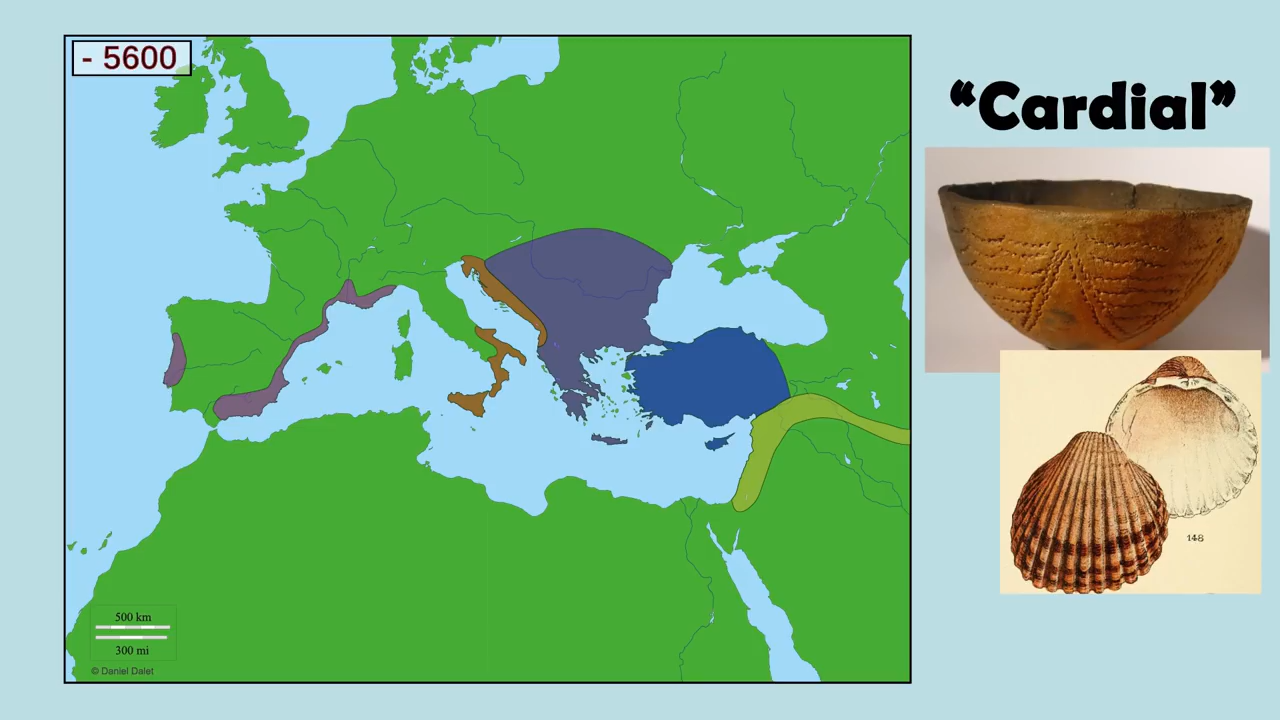 - 5600
“Cardial”
148
500 km
300 mi
© Daniel Dalet